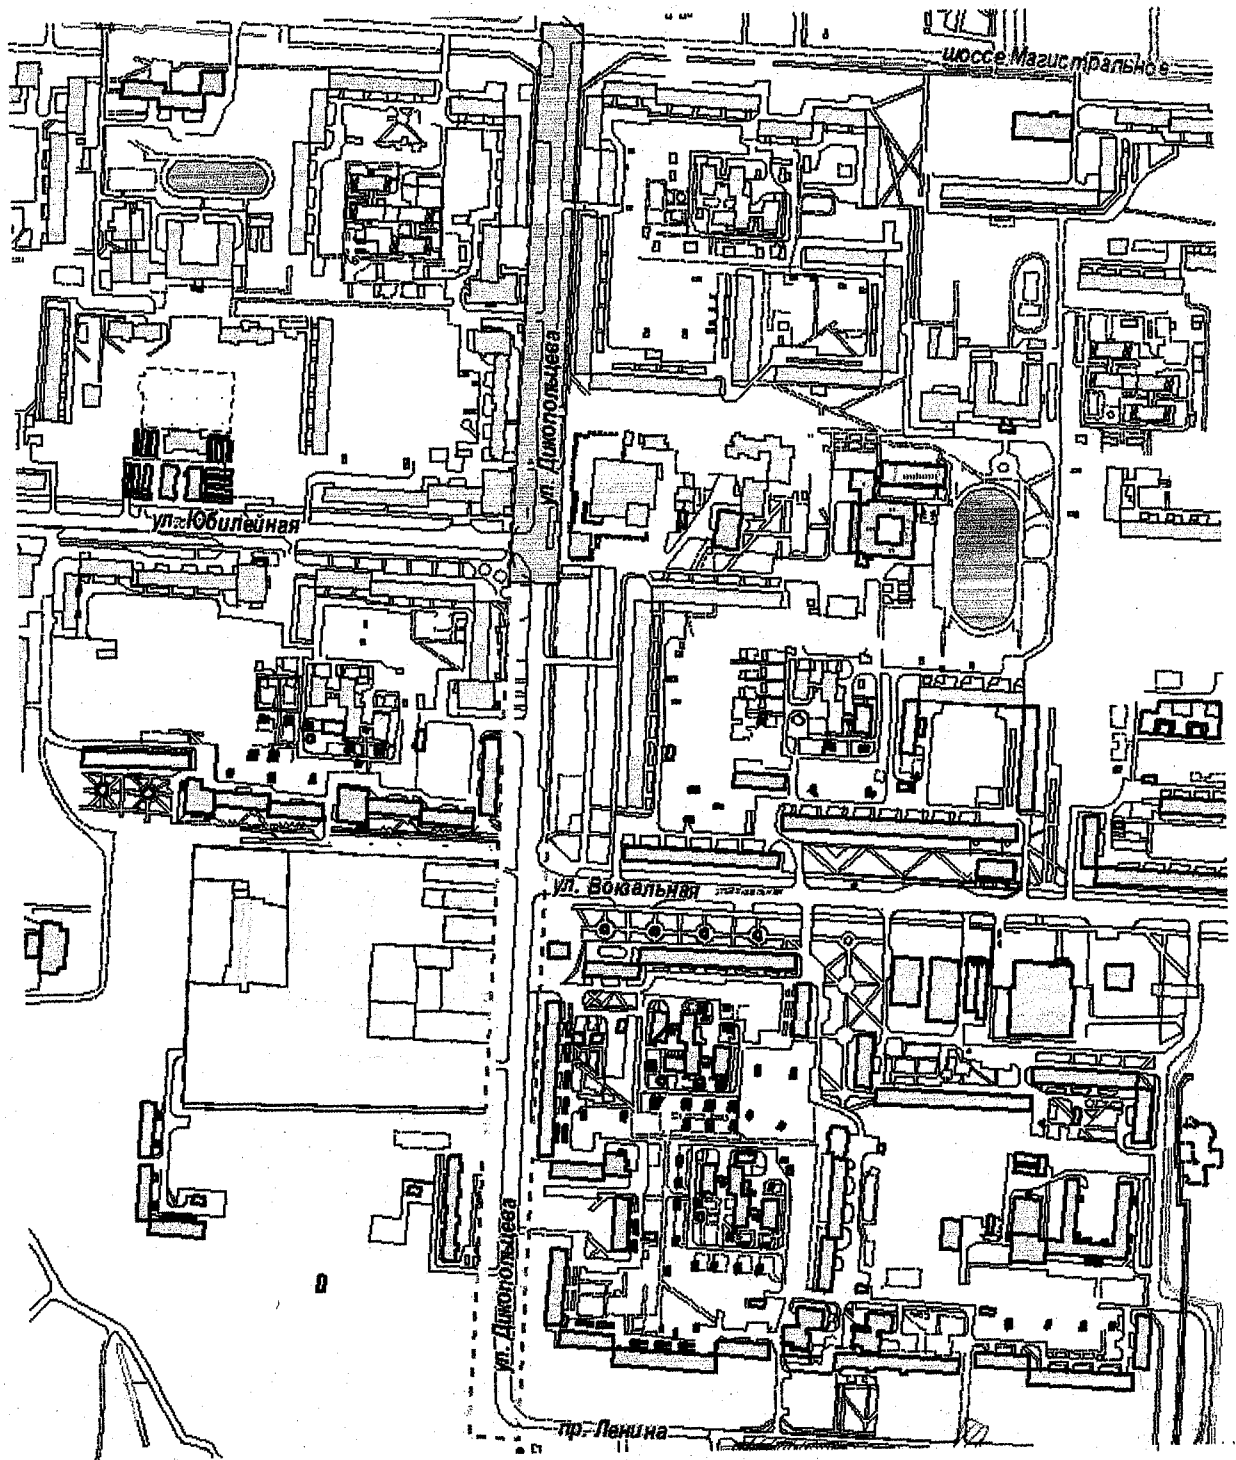 шоссе Магистральное
ул. Дикопольцева
ул. Юбилейная
ул. Вокзальная
ул. Дикопольцева
пр. Ленина